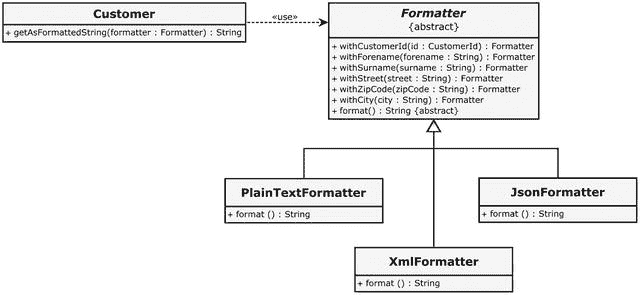 Customer
+ getAsFormattedString(formatter : Formatter) : String
«use»
Formatter
{abstract}
+ withCustomerId(id : CustomerId) : Formatter
+ withForename(forename : String) : Formatter
+ withSurname(surname : String) : Formatter
+ withStreet(street : String) : Formatter
+ withZipCode(zipCode : String) : Formatter
+ withCity(city : String) : Formatter
+ format() : String {abstract}
PlainTextFormatter
+ format () : String
JsonFormatter
+ format () : String
XmlFormatter
+ format () : String